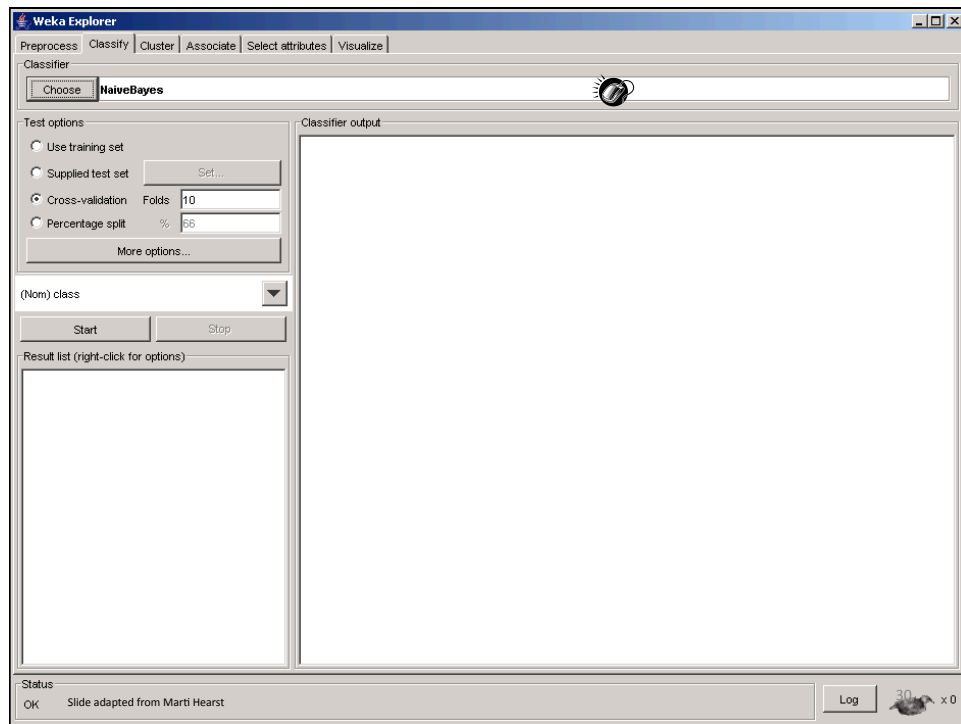 Weka Explorer
Preprocess Classify Cluster Associate Select attributes Visualize
Classifier
Choose NaiveBayes
Test options
Use training set
Supplied test set Set...
Cross-validation Folds 10
Percentage split % 66
More options...
(Nom) class
Start Stop
Result list (right-click for options)
Classifier output
Status
OK Slide adapted from Marti Hearst
Log 30 x 0